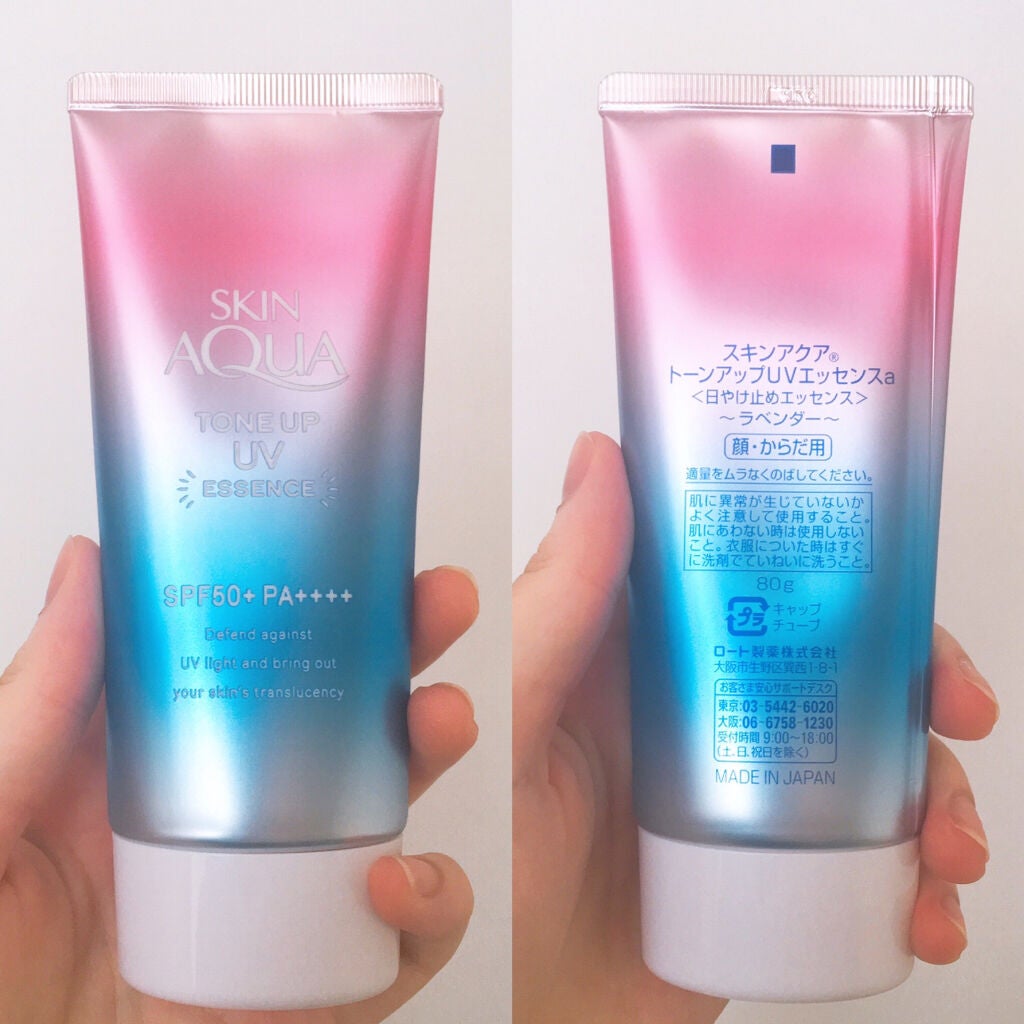 SKIN
AQUA
TONE UP
UV
ESSENCE
SPF50+ PA++++
Defend against
UV light and bring out
your skin's translucency
スキンアクア®
トーンアップUVエッセンスa
<日やけ止めエッセンス>
~ラベンダー~
顔・からだ用
適量をムラなくのばしてください。
肌に異常が生じていないか
よく注意して使用すること。
肌にあわない時は使用しない
こと。衣服についた時はすぐ
に洗剤でていねいに洗うこと。
80g
プラ
キャップ
チューブ
ロート製薬株式会社
大阪市生野区巽西1-8-1
お客さま安心サポートデスク
東京:03-5442-6020
大阪:06-6758-1230
受付時間 9:00~18:00
(土、日、祝日を除く)
MADE IN JAPAN